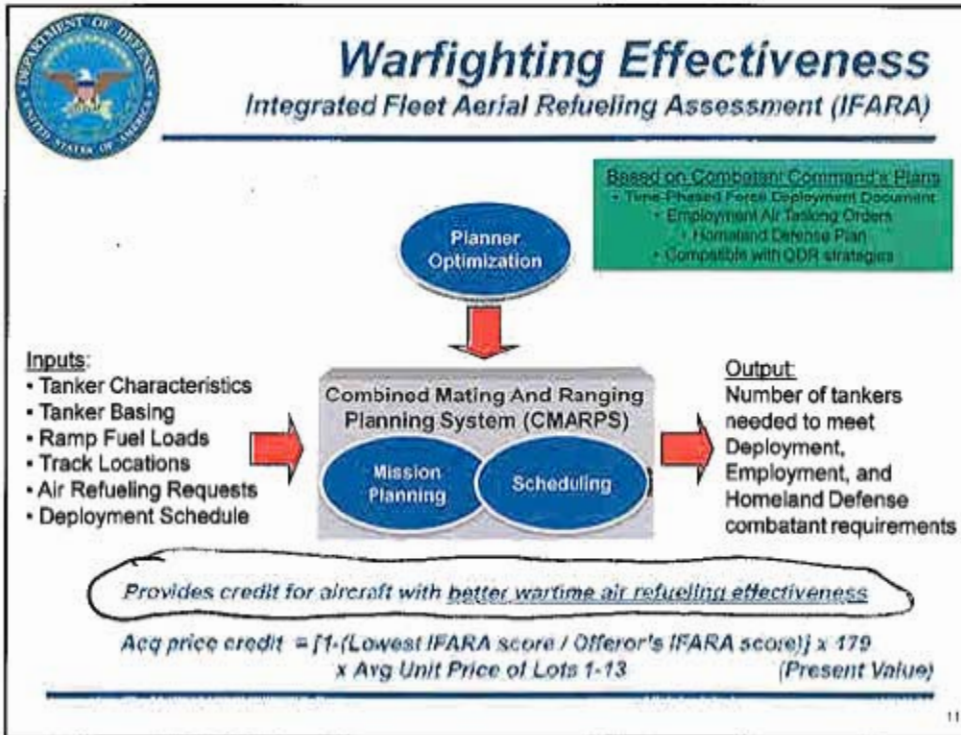 DEPARTMENT OF DEFENSE
UNITED STATES OF AMERICA
Warfighting Effectiveness
Integrated Fleet Aerial Refueling Assessment (IFARA)
Based on Combatant Command's Plans
• Time-Phased Force Deployment Document
• Employment Air Tasking Orders
• Homeland Defense Plan
• Compatible with QDR strategies
Planner
Optimization
Inputs:
• Tanker Characteristics
• Tanker Basing
• Ramp Fuel Loads
• Track Locations
• Air Refueling Requests
• Deployment Schedule
Combined Mating And Ranging
Planning System (CMARPS)
Mission
Planning
Scheduling
Output:
Number of tankers
needed to meet
Deployment,
Employment, and
Homeland Defense
combatant requirements
Provides credit for aircraft with better wartime air refueling effectiveness
Acq price credit = [1-(Lowest IFARA score / Offeror's IFARA score)] x 179
x Avg Unit Price of Lots 1-13 (Present Value)
11